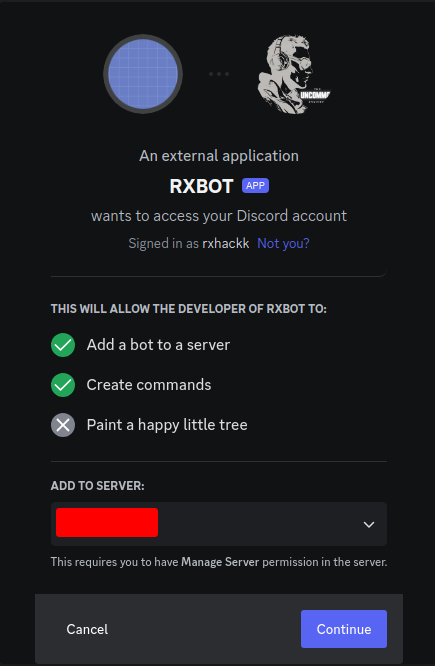 THE
UNCOMMO
An external application
RXBOT APP
wants to access your Discord account
Signed in as rxhackk Not you?
THIS WILL ALLOW THE DEVELOPER OF RXBOT TO:
Add a bot to a server
Create commands
Paint a happy little tree
ADD TO SERVER:
This requires you to have Manage Server permission in the server.
Cancel Continue